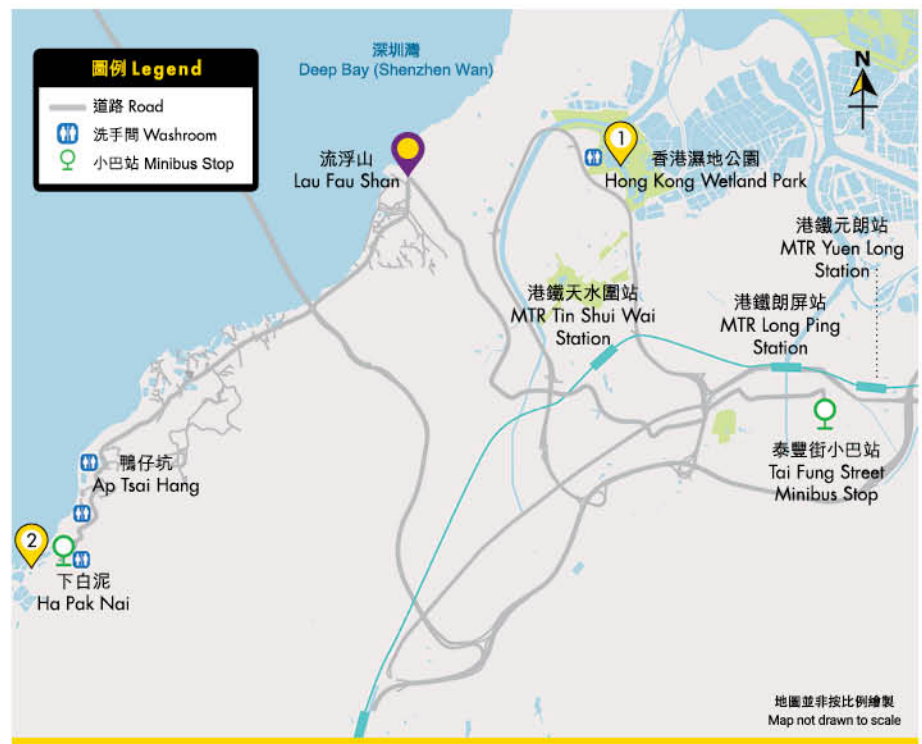 圖例 Legend
道路 Road
洗手間 Washroom
小巴站 Minibus Stop
深圳灣
Deep Bay (Shenzhen Wan)
N
流浮山
Lau Fau Shan
1
香港濕地公園
Hong Kong Wetland Park
港鐵元朗站
MTR Yuen Long
Station
港鐵天水圍站
MTR Tin Shui Wai
Station
港鐵朗屏站
MTR Long Ping
Station
泰豐街小巴站
Tai Fung Street
Minibus Stop
鴨仔坑
Ap Tsai Hang
2
下白泥
Ha Pak Nai
地圖並非按比例繪製
Map not drawn to scale